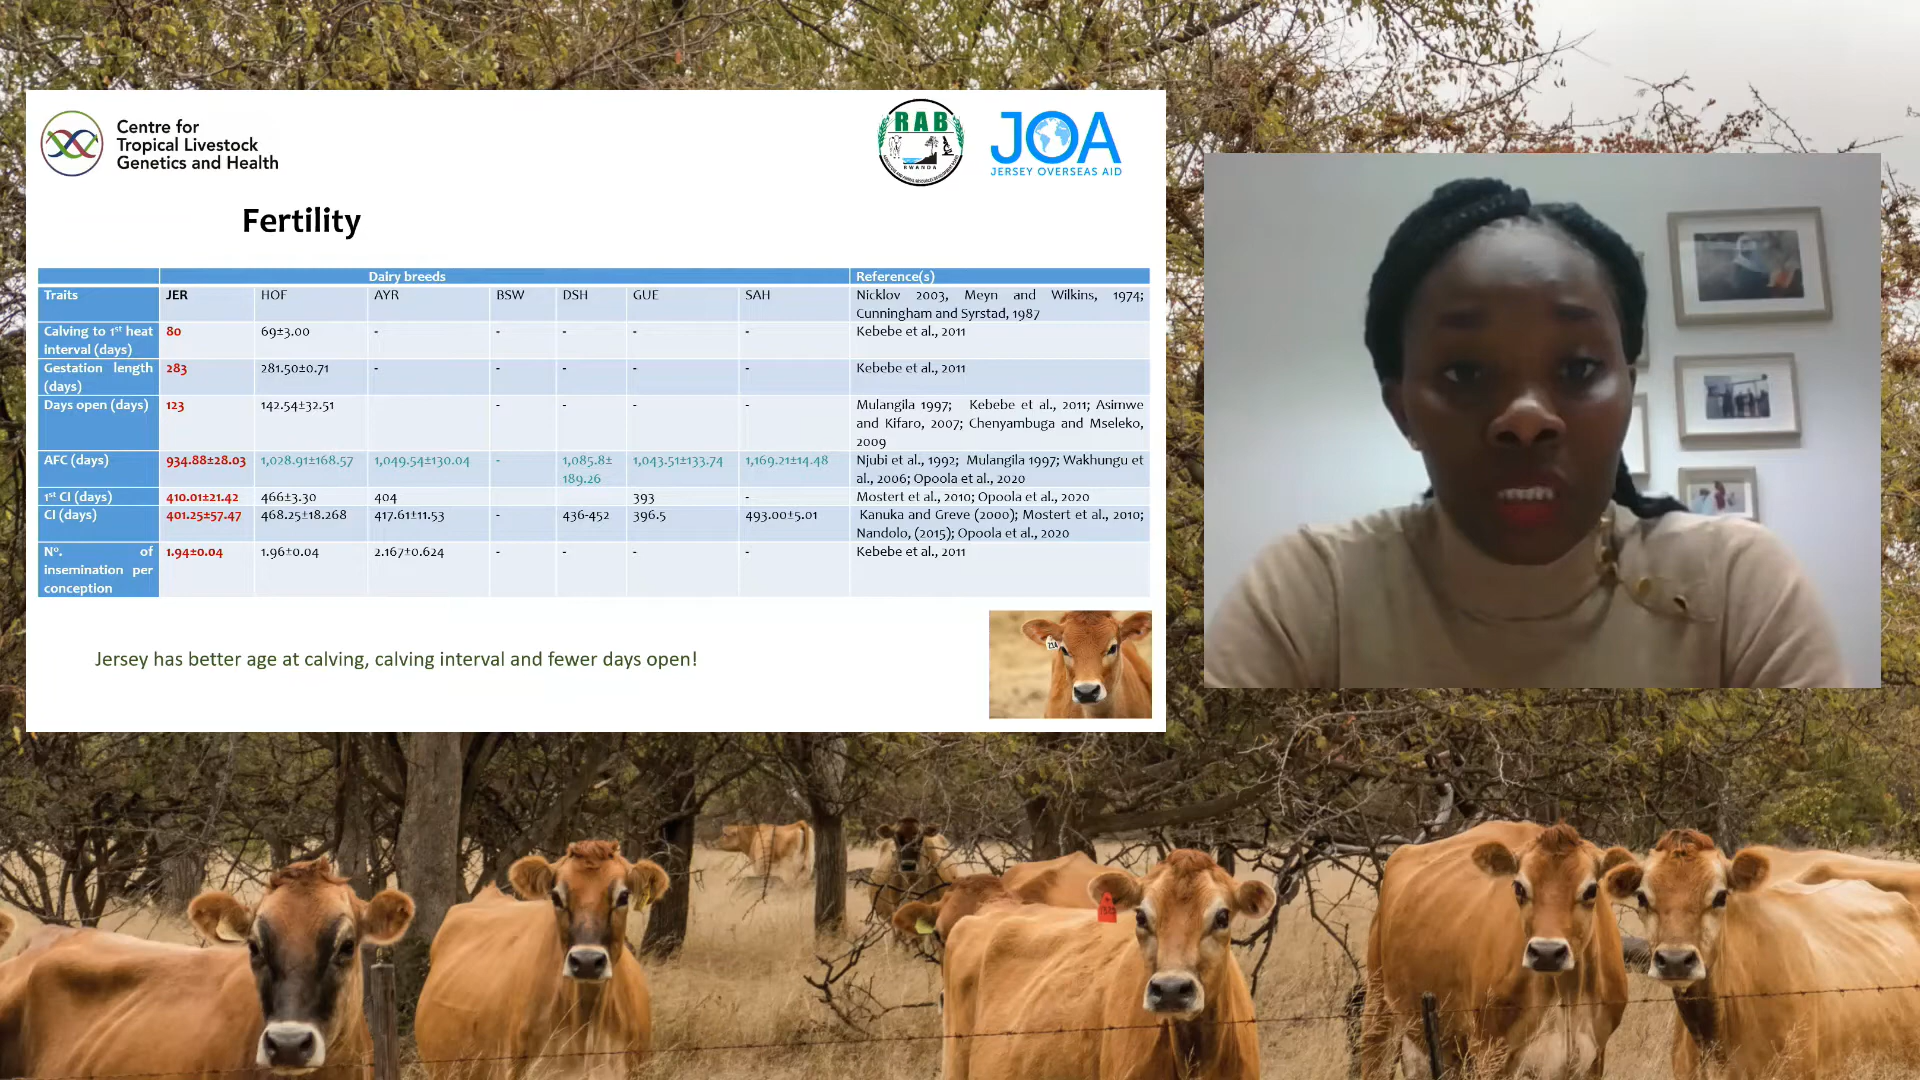 Centre for
Tropical Livestock
Genetics and Health
RAB
RWANDA
JOA
JERSEY OVERSEAS AID
Fertility
Dairy breeds Reference(s)
Traits JER HOF AYR BSW DSH GUE SAH Nicklov 2003, Meyn and Wilkins, 1974;
Cunningham and Syrstad, 1987
Calving to 1st heat 80 69±3.00 - - - - - Kebebe et al., 2011
interval (days)
Gestation length 283 281.50±0.71 - - - - - Kebebe et al., 2011
(days)
Days open (days) 123 142.54±32.51 - - - - Mulangila 1997; Kebebe et al., 2011; Asimwe
and Kifaro, 2007; Chenyambuga and Mseleko,
2009
AFC (days) 934.88±28.03 1,028.91±168.57 1,049.54±130.04 - 1,085.8± 1,043.51±133.74 1,169.21±14.48 Njubi et al., 1992; Mulangila 1997; Wakhungu et
189.26 al., 2006; Opoola et al., 2020
1st CI (days) 410.01±21.42 466±3.30 404 393 - Mostert et al., 2010; Opoola et al., 2020
CI (days) 401.25±57.47 468.25±18.268 417.61±11.53 - 436-452 396.5 493.00±5.01 Kanuka and Greve (2000); Mostert et al., 2010;
Nandolo, (2015); Opoola et al., 2020
Nº. of 1.94±0.04 1.96±0.04 2.167±0.624 - - - - Kebebe et al., 2011
insemination per
conception
Jersey has better age at calving, calving interval and fewer days open!